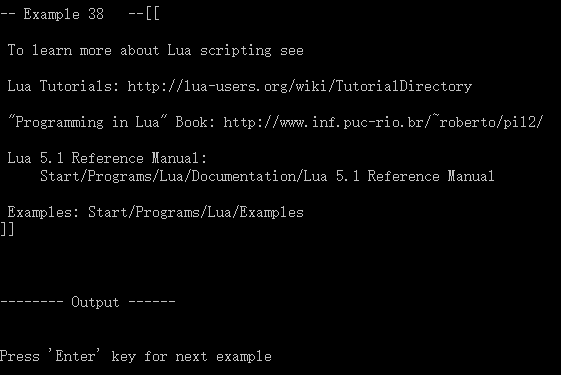 -- Example 38   --[[
To learn more about Lua scripting see
Lua Tutorials: http://lua-users.org/wiki/TutorialDirectory
"Programming in Lua" Book: http://www.inf.puc-rio.br/~roberto/pil2/
Lua 5.1 Reference Manual:
Start/Programs/Lua/Documentation/Lua 5.1 Reference Manual
Examples: Start/Programs/Lua/Examples
]]
-------- Output ------
Press 'Enter' key for next example